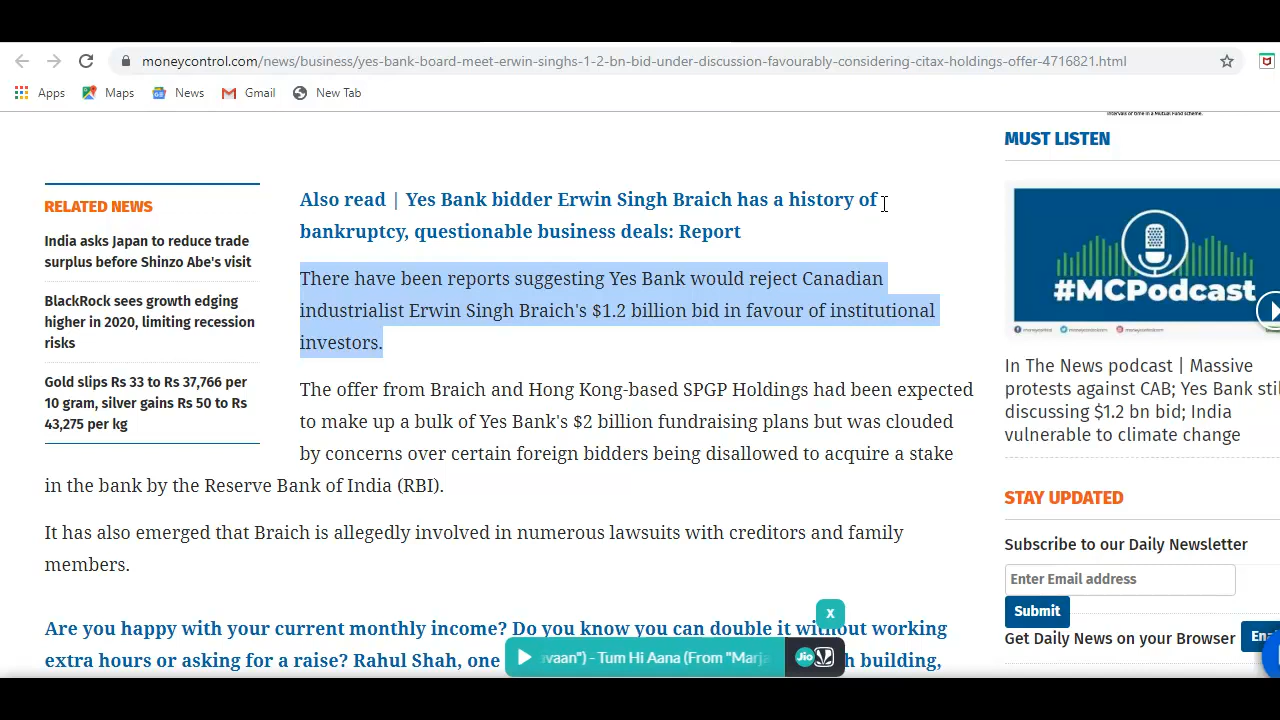 moneycontrol.com/news/business/yes-bank-board-meet-erwin-singhs-1-2-bn-bid-under-discussion-favourably-considering-citax-holdings-offer-4716821.html
Apps
Maps
News
Gmail
New Tab
RELATED NEWS
India asks Japan to reduce trade
surplus before Shinzo Abe's visit
BlackRock sees growth edging
higher in 2020, limiting recession
risks
Gold slips Rs 33 to Rs 37,766 per
10 gram, silver gains Rs 50 to Rs
43,275 per kg
Also read | Yes Bank bidder Erwin Singh Braich has a history of
bankruptcy, questionable business deals: Report
There have been reports suggesting Yes Bank would reject Canadian
industrialist Erwin Singh Braich's $1.2 billion bid in favour of institutional
investors.
The offer from Braich and Hong Kong-based SPGP Holdings had been expected
to make up a bulk of Yes Bank's $2 billion fundraising plans but was clouded
by concerns over certain foreign bidders being disallowed to acquire a stake
in the bank by the Reserve Bank of India (RBI).
It has also emerged that Braich is allegedly involved in numerous lawsuits with creditors and family
members.
Are you happy with your current monthly income? Do you know you can double it without working
extra hours or asking for a raise? Rahul Shah, one h building,
x
avaan") - Tum Hi Aana (From "Marja
Jio
intervals of time in a Mutual Fund scheme.
MUST LISTEN
#MCPodcast
moneycontrol
moneycontrolcom
moneycontrolcom
In The News podcast | Massive
protests against CAB; Yes Bank still
discussing $1.2 bn bid; India
vulnerable to climate change
STAY UPDATED
Subscribe to our Daily Newsletter
Enter Email address
Submit
Get Daily News on your Browser
Ena